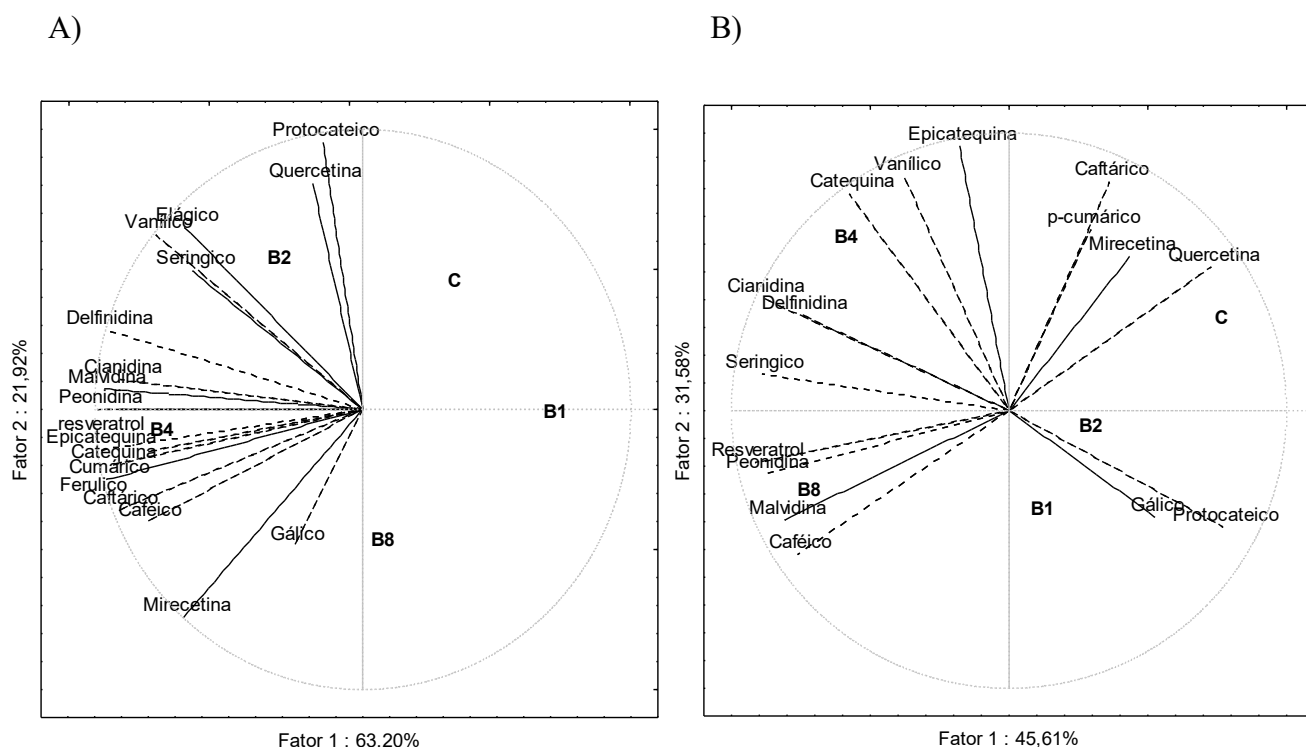 A)
Protocateico
Quercetina
Elágico
Vanílico
Seringico
B2
C
Delfinidina
Cianidina
Malvidina
Peonidina
B1
resveratrol
B4
Epicatequina
Catequina
Cumárico
Ferulico
Caftárico
Caféico
Gálico
B8
Mirecetina
Fator 2 : 21,92%
Fator 1 : 63,20%
B)
Epicatequina
Vanílico
Caftárico
Catequina
p-cumárico
B4
Mirecetina
Quercetina
Cianidina
Delfinidina
C
Seringico
B2
Resveratrol
Peonidina
B8
Malvidina
B1
Gálico
Protocateico
Caféico
Fator 2 : 31,58%
Fator 1 : 45,61%